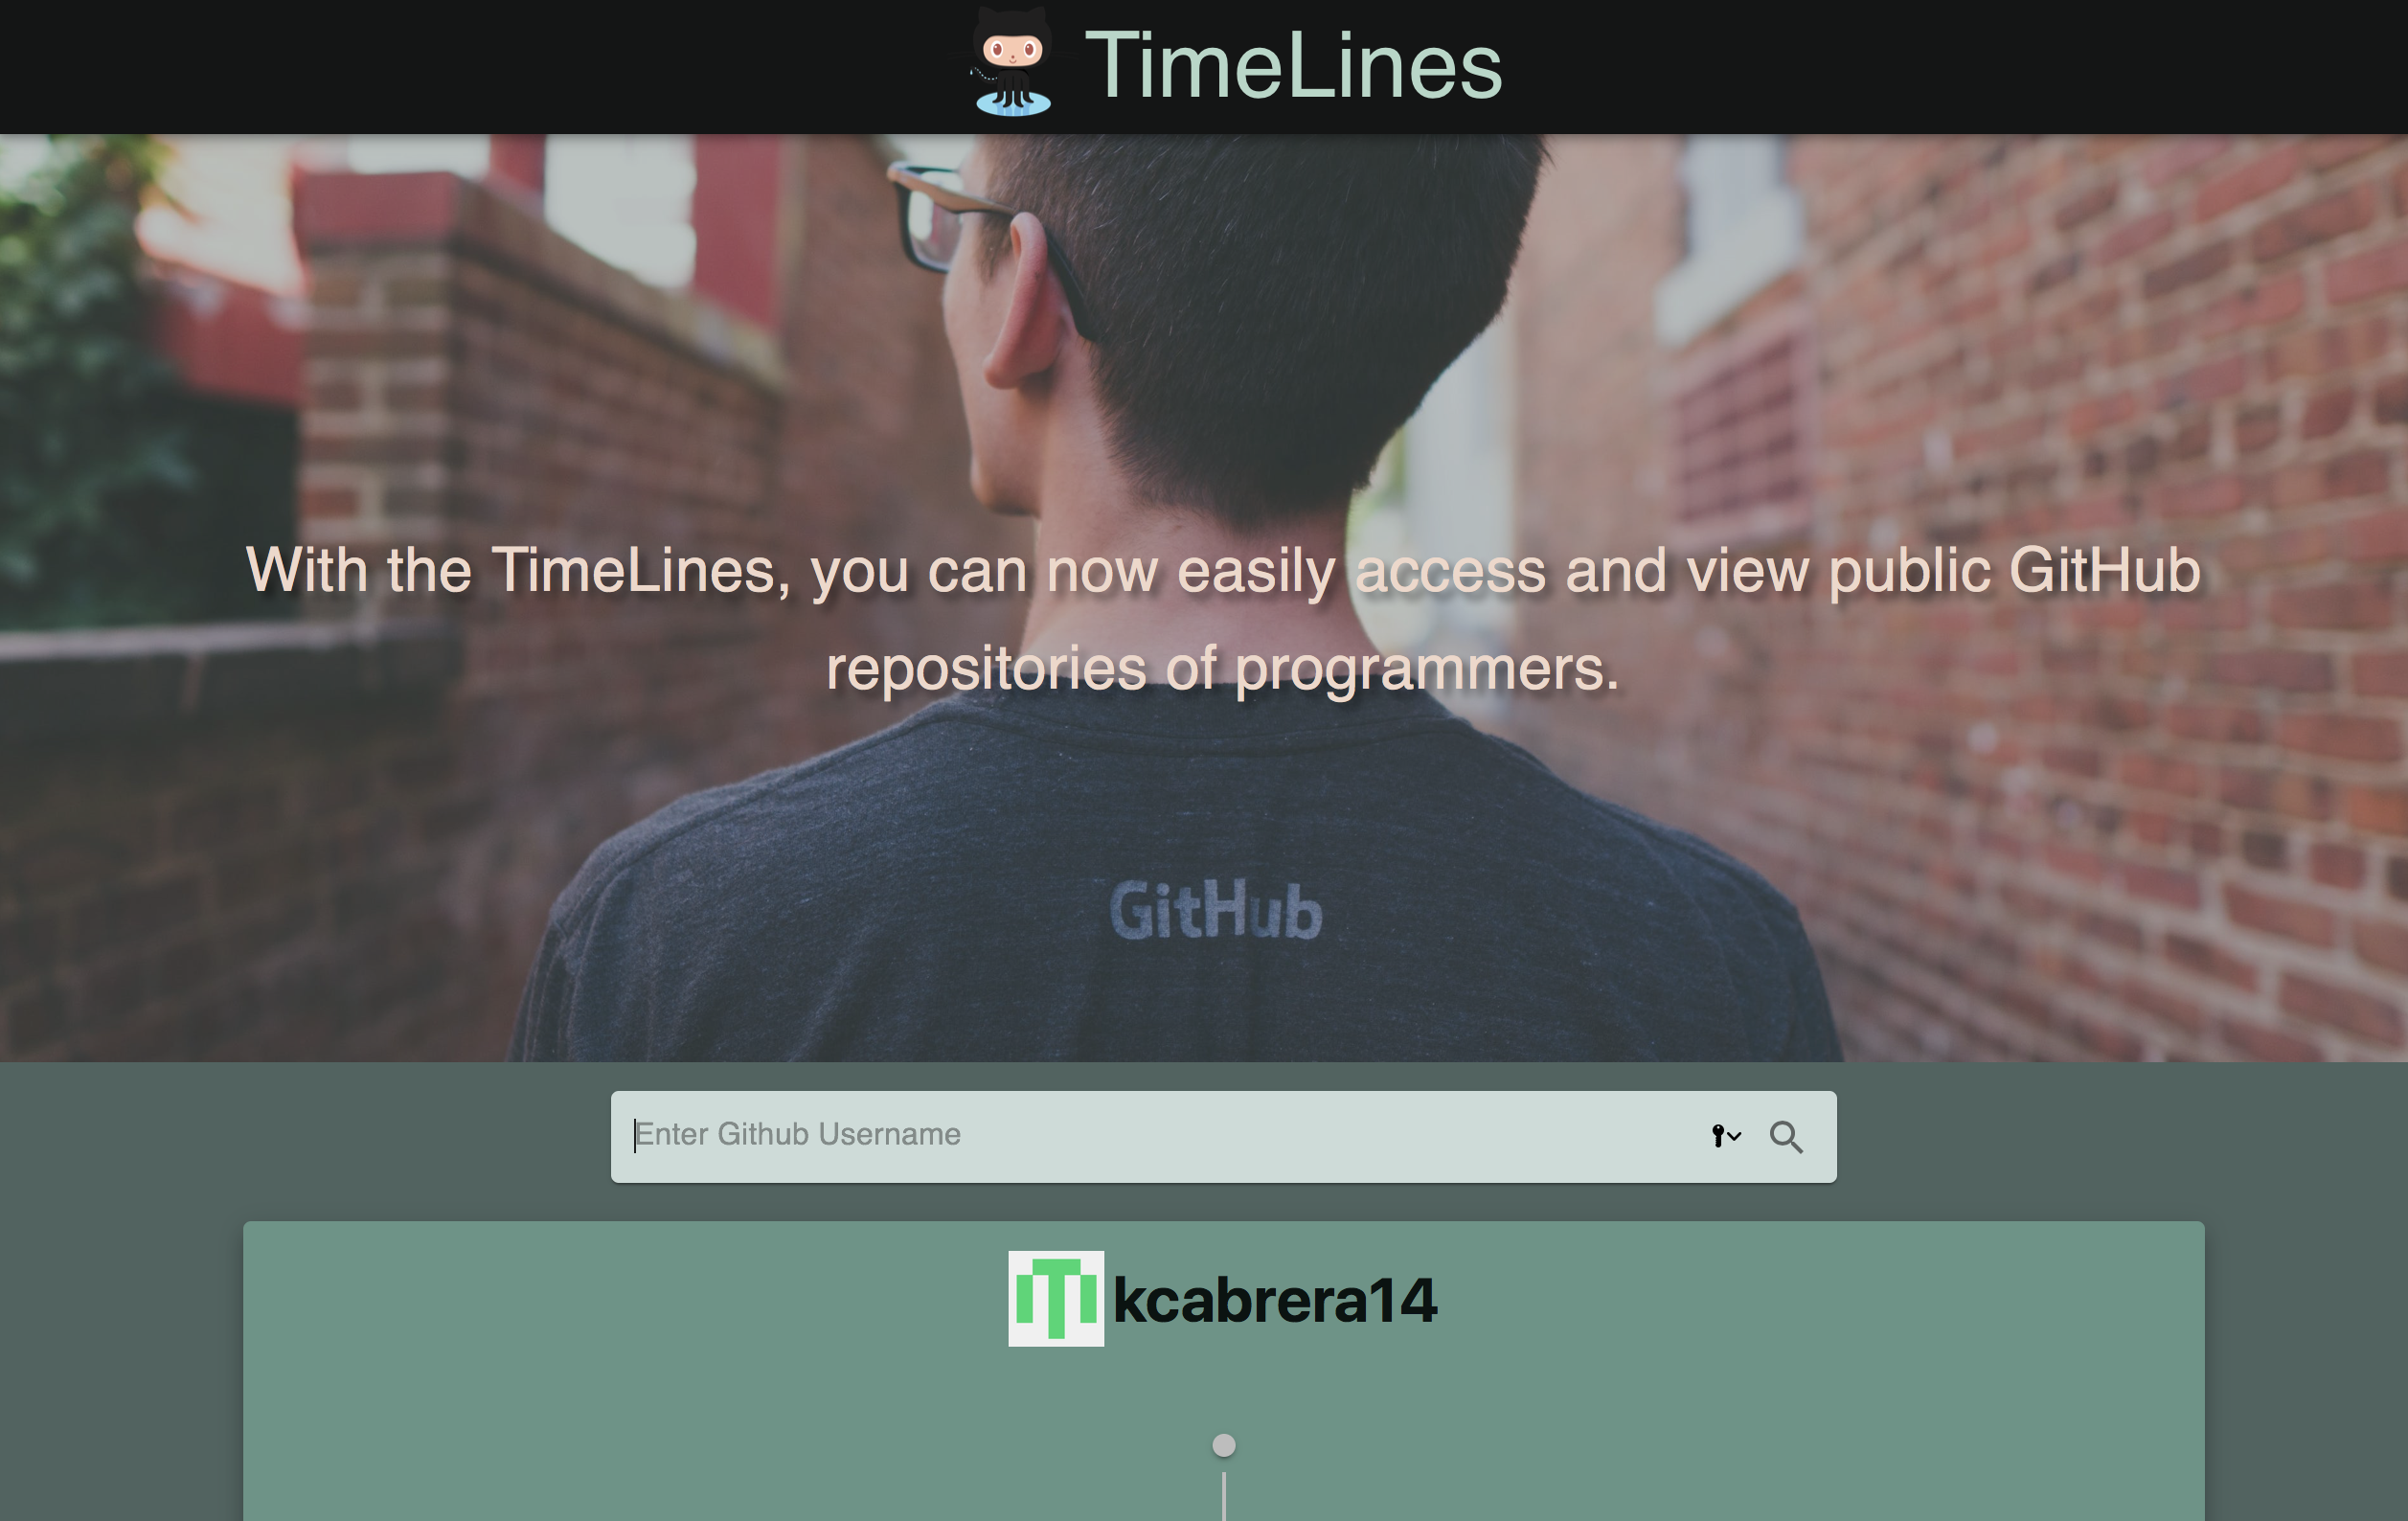 TimeLines
With the TimeLines, you can now easily access and view public GitHub
repositories of programmers.
GitHub
Enter Github Username
kcabrera14